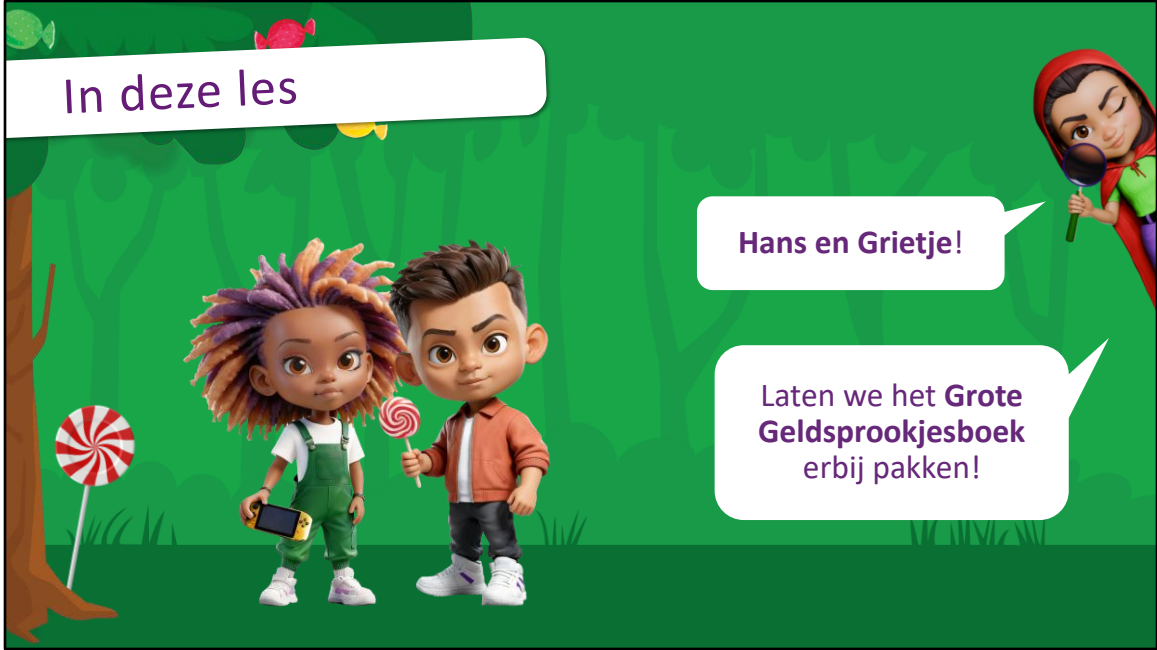 In deze les
Hans en Grietje!
Laten we het Grote
Geldsprookjesboek
erbij pakken!